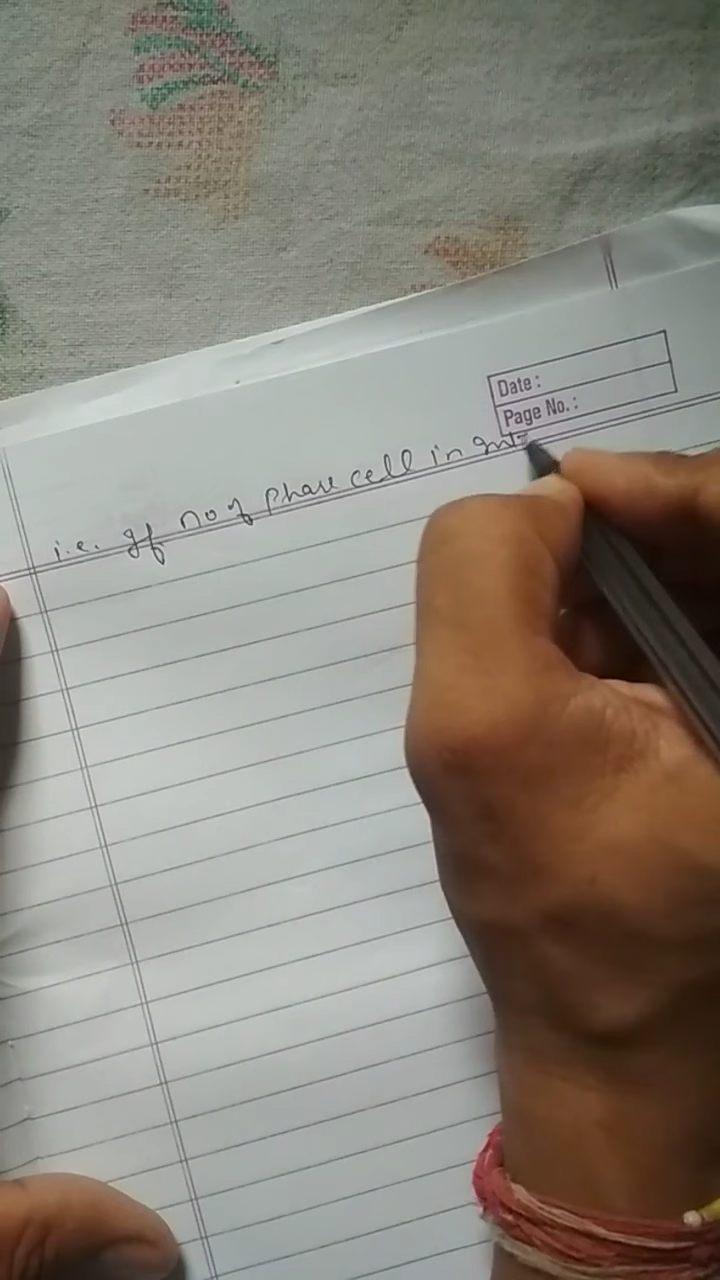 Date :
Page No. :
i.e. If no of phase cell in